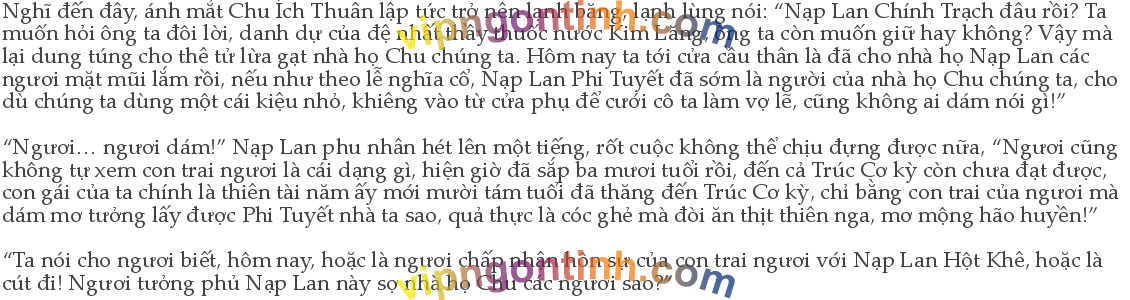 Nghĩ đến đây, ánh mắt Chu Ích Thuân lập tức trở nên lạnh băng, lạnh lùng nói: “Nạp Lan Chính Trạch đâu rồi? Ta
muốn hỏi ông ta đôi lời, danh dự của đệ nhất thầy thuốc nước Kim Lăng, ông ta còn muốn giữ hay không? Vậy mà
lại dung túng cho thê tử lừa gạt nhà họ Chu chúng ta. Hôm nay ta tới cửa cầu thân là đã cho nhà họ Nạp Lan các
ngươi mặt mũi lắm rồi, nếu như theo lễ nghĩa cổ, Nạp Lan Phi Tuyết đã sớm là người của nhà họ Chu chúng ta, cho
dù chúng ta dùng một cái kiệu nhỏ, khiêng vào từ cửa phụ để cưới cô ta làm vợ lẽ, cũng không ai dám nói gì!”
“Ngươi… ngươi dám!” Nạp Lan phu nhân hét lên một tiếng, rốt cuộc không thể chịu đựng được nữa, “Ngươi cũng
không tự xem con trai ngươi là cái dạng gì, hiện giờ đã sắp ba mươi tuổi rồi, đến cả Trúc Cơ kỳ còn chưa đạt được,
con gái của ta chính là thiên tài năm ấy mới mười tám tuổi đã thăng đến Trúc Cơ kỳ, chỉ bằng con trai của ngươi mà
dám mơ tưởng lấy được Phi Tuyết nhà ta sao, quả thực là cóc ghẻ mà đòi ăn thịt thiên nga, mơ mộng hão huyền!”
“Ta nói cho ngươi biết, hôm nay, hoặc là ngươi chấp nhận hôn sự của con trai ngươi với Nạp Lan Hột Khê, hoặc là
cút đi! Ngươi tưởng phủ Nạp Lan này sợ nhà họ Chu các ngươi sao?”
vipngontinh.com
vipngontinh.com